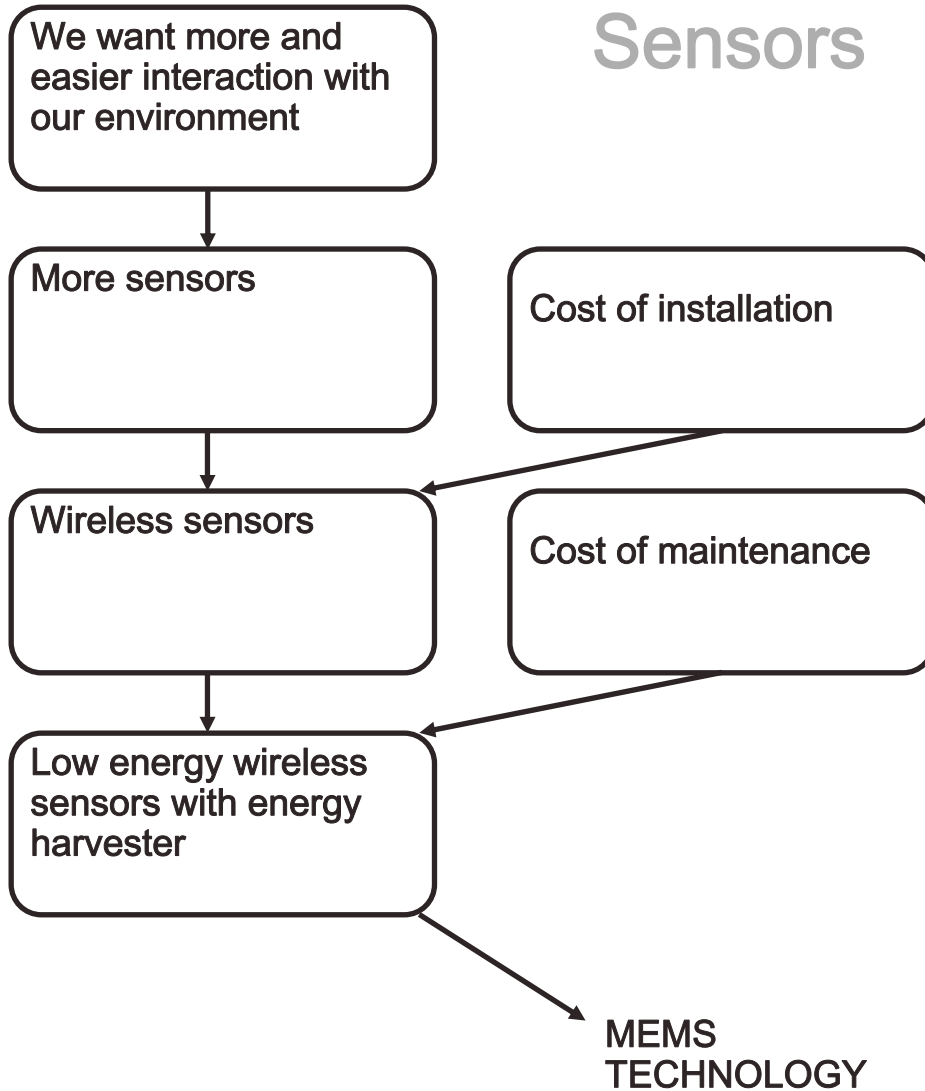 Sensors
We want more and
easier interaction with
our environment
More sensors
Cost of installation
Wireless sensors
Cost of maintenance
Low energy wireless
sensors with energy
harvester
MEMS
TECHNOLOGY